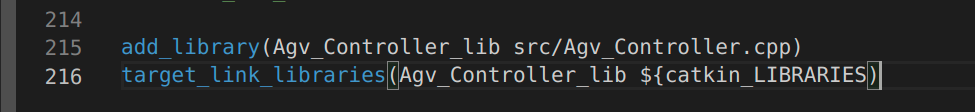 214
215 add_library(Agv_Controller_lib src/Agv_Controller.cpp)
216 target_link_libraries(Agv_Controller_lib ${catkin_LIBRARIES})